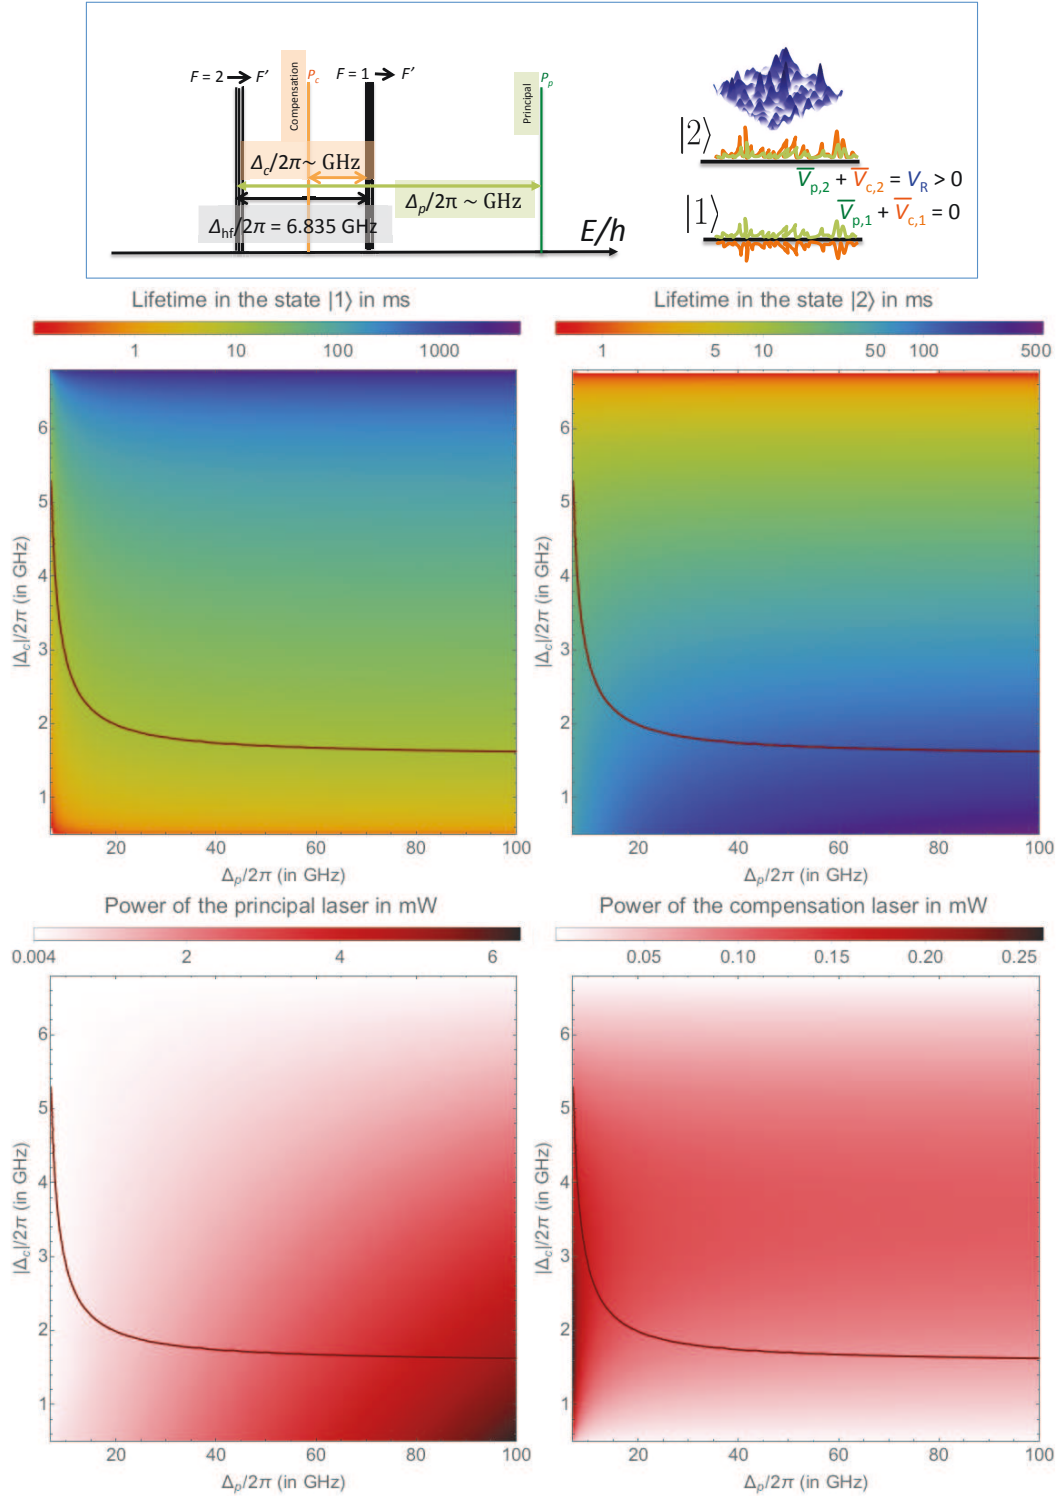 F = 2 → F′
Compensation
P_c
F = 1 → F′
Principal
P_p
Δ_c/2π ~ GHz
Δ_p/2π ~ GHz
Δ_hf/2π = 6.835 GHz
E/h
|2⟩
V̅_p,2 + V̅_c,2 = V_R > 0
|1⟩
V̅_p,1 + V̅_c,1 = 0
Lifetime in the state |1⟩ in ms
1 10 100 1000
|Δ_c|/2π (in GHz)
6
5
4
3
2
1
20 40 60 80 100
Δ_p/2π (in GHz)
Lifetime in the state |2⟩ in ms
1 5 10 50 100 500
|Δ_c|/2π (in GHz)
6
5
4
3
2
1
20 40 60 80 100
Δ_p/2π (in GHz)
Power of the principal laser in mW
0.004 2 4 6
|Δ_c|/2π (in GHz)
6
5
4
3
2
1
20 40 60 80 100
Δ_p/2π (in GHz)
Power of the compensation laser in mW
0.05 0.10 0.15 0.20 0.25
|Δ_c|/2π (in GHz)
6
5
4
3
2
1
20 40 60 80 100
Δ_p/2π (in GHz)